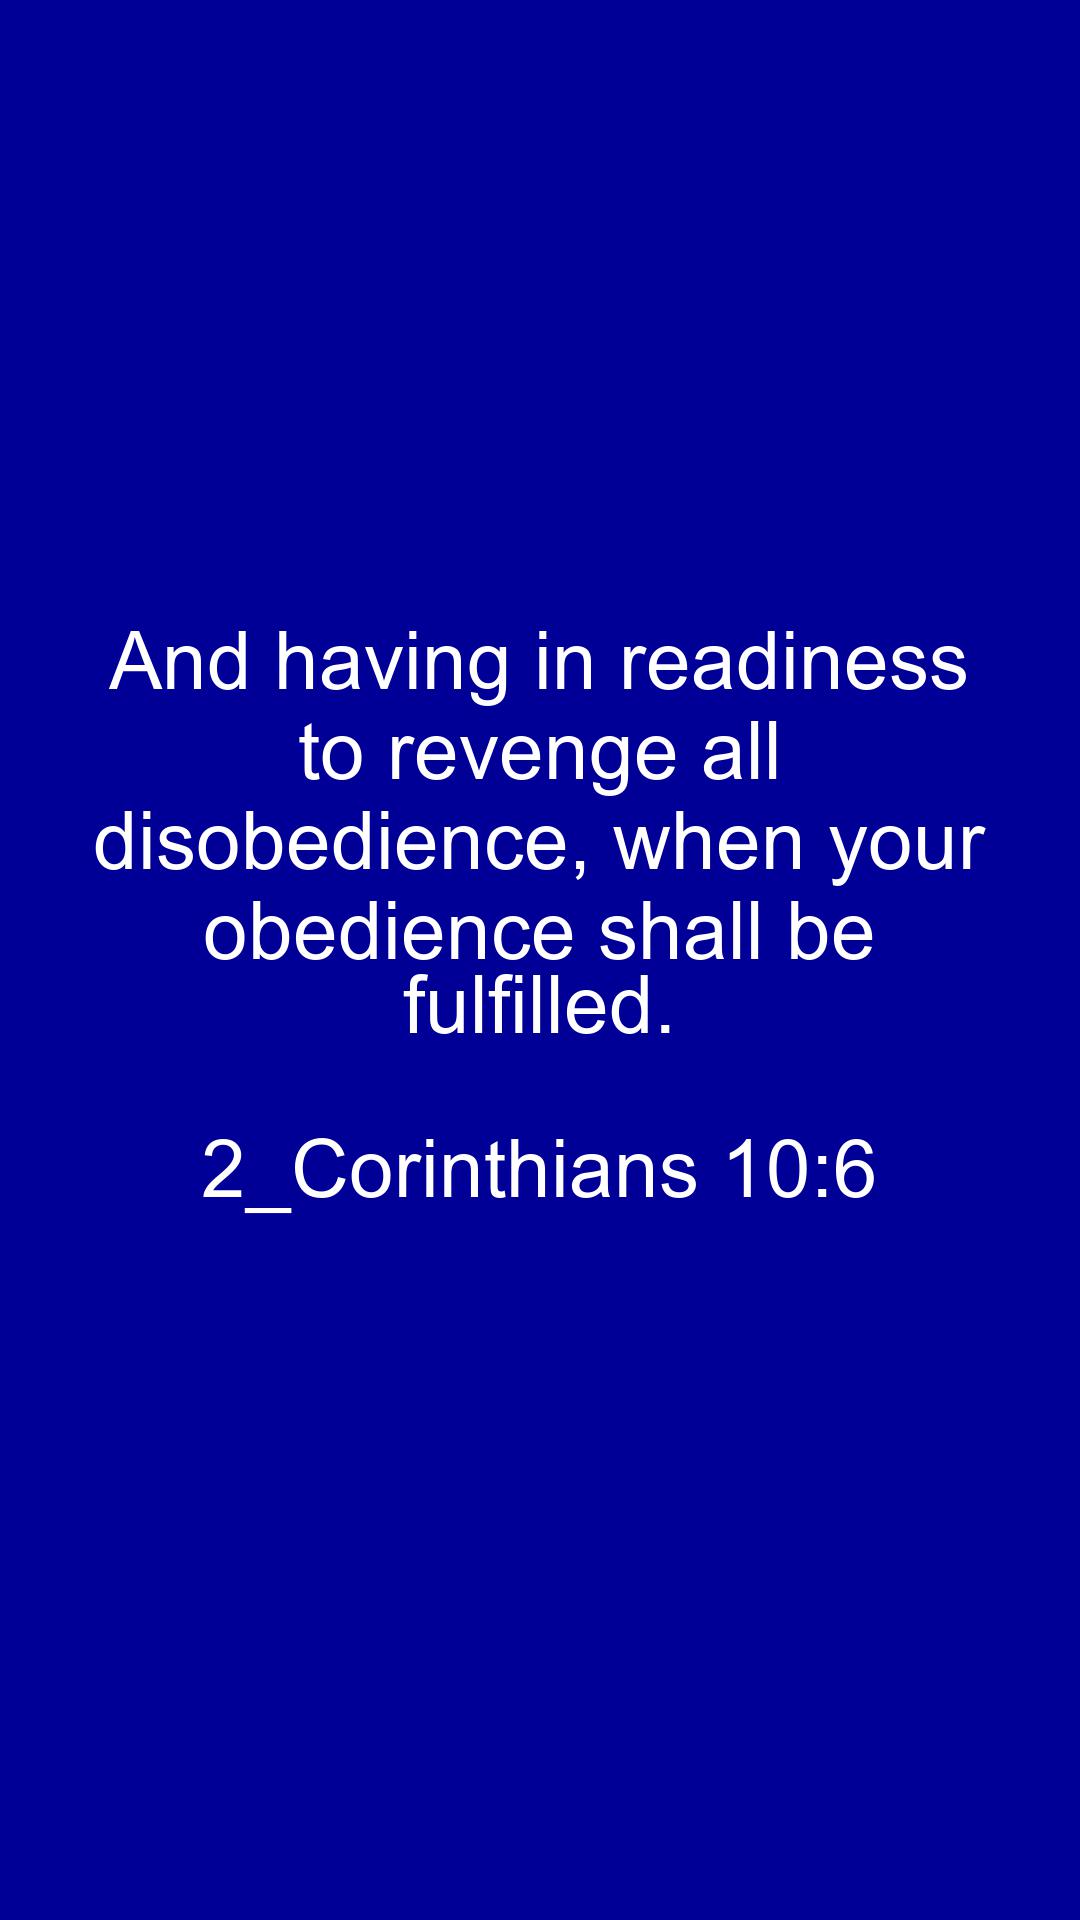 And having in readiness
to revenge all
disobedience, when your
obedience shall be
fulfilled.
2_Corinthians 10:6